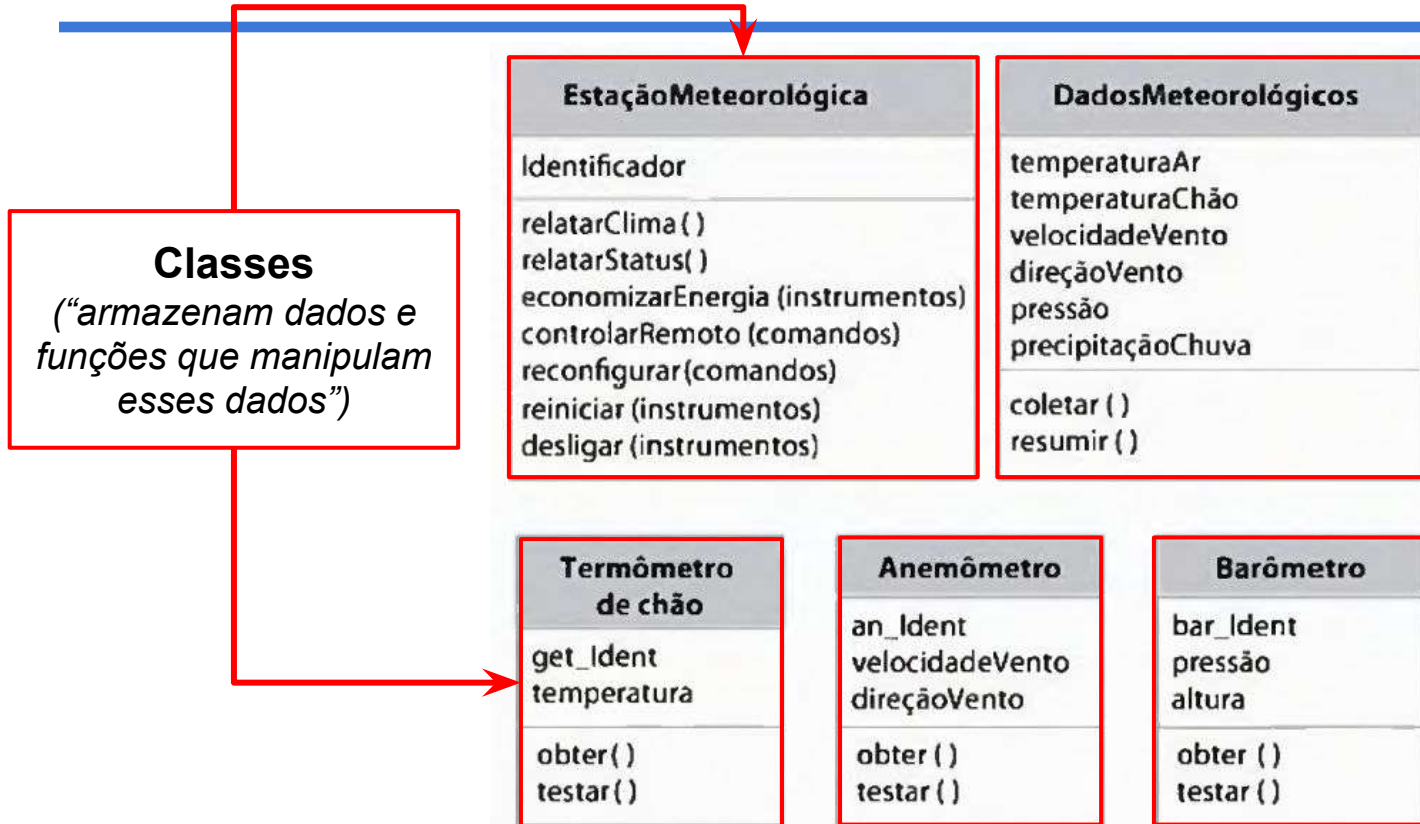 Classes
(“armazenam dados e
funções que manipulam
esses dados”)
EstaçãoMeteorológica
Identificador
relatarClima ( )
relatarStatus( )
economizarEnergia (instrumentos)
controlarRemoto (comandos)
reconfigurar (comandos)
reiniciar (instrumentos)
desligar (instrumentos)
DadosMeteorológicos
temperaturaAr
temperaturaChão
velocidadeVento
direçãoVento
pressão
precipitaçãoChuva
coletar ( )
resumir ( )
Termômetro
de chão
get_Ident
temperatura
obter( )
testar( )
Anemômetro
an_Ident
velocidadeVento
direçãoVento
obter ( )
testar ( )
Barômetro
bar_Ident
pressão
altura
obter ( )
testar ( )